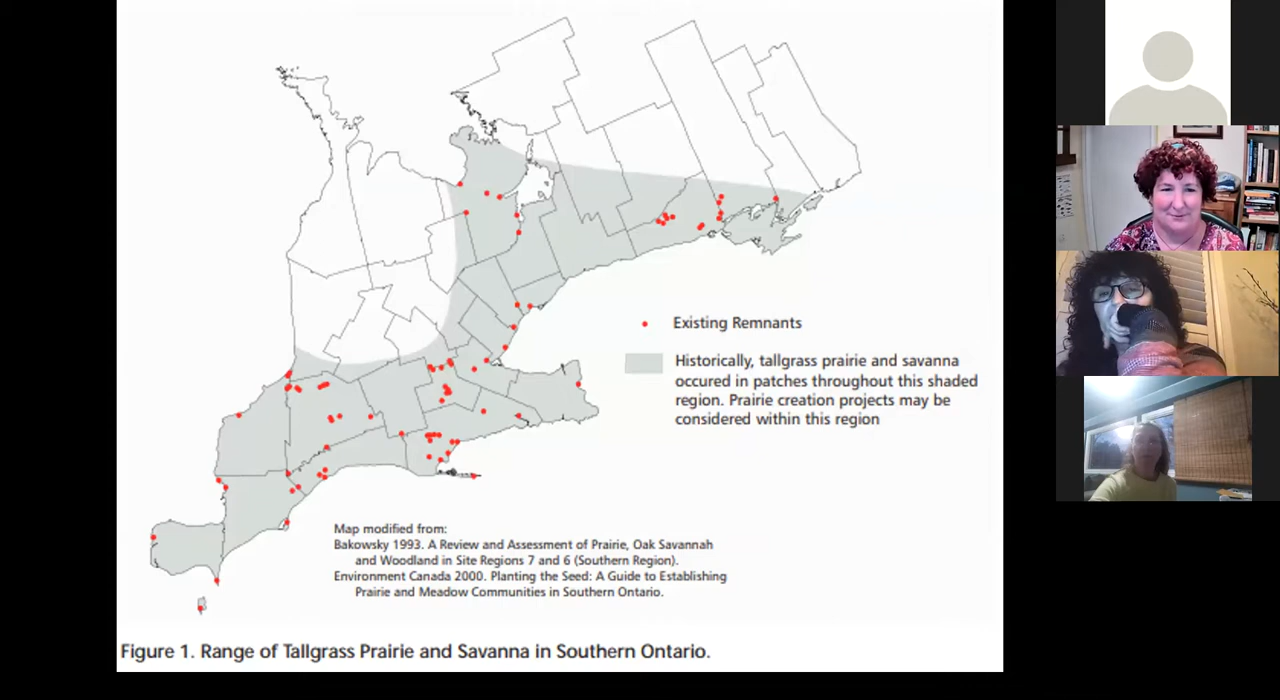 Existing Remnants
Historically, tallgrass prairie and savanna
occured in patches throughout this shaded
region. Prairie creation projects may be
considered within this region
Map modified from:
Bakowsky 1993. A Review and Assessment of Prairie, Oak Savannah
and Woodland in Site Regions 7 and 6 (Southern Region).
Environment Canada 2000. Planting the Seed: A Guide to Establishing
Prairie and Meadow Communities in Southern Ontario.
Figure 1. Range of Tallgrass Prairie and Savanna in Southern Ontario.